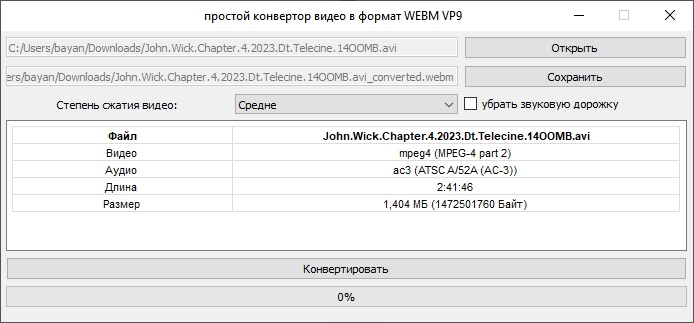 простой конвертор видео в формат WEBM VP9
C:/Users/bayan/Downloads/John.Wick.Chapter.4.2023.Dt.Telecine.14OOMB.avi Открыть
ers/bayan/Downloads/John.Wick.Chapter.4.2023.Dt.Telecine.14OOMB.avi_converted.webm Сохранить
Степень сжатия видео: Средне убрать звуковую дорожку
Файл John.Wick.Chapter.4.2023.Dt.Telecine.14OOMB.avi
Видео mpeg4 (MPEG-4 part 2)
Аудио ac3 (ATSC A/52A (AC-3))
Длина 2:41:46
Размер 1,404 МБ (1472501760 Байт)
Конвертировать
0%